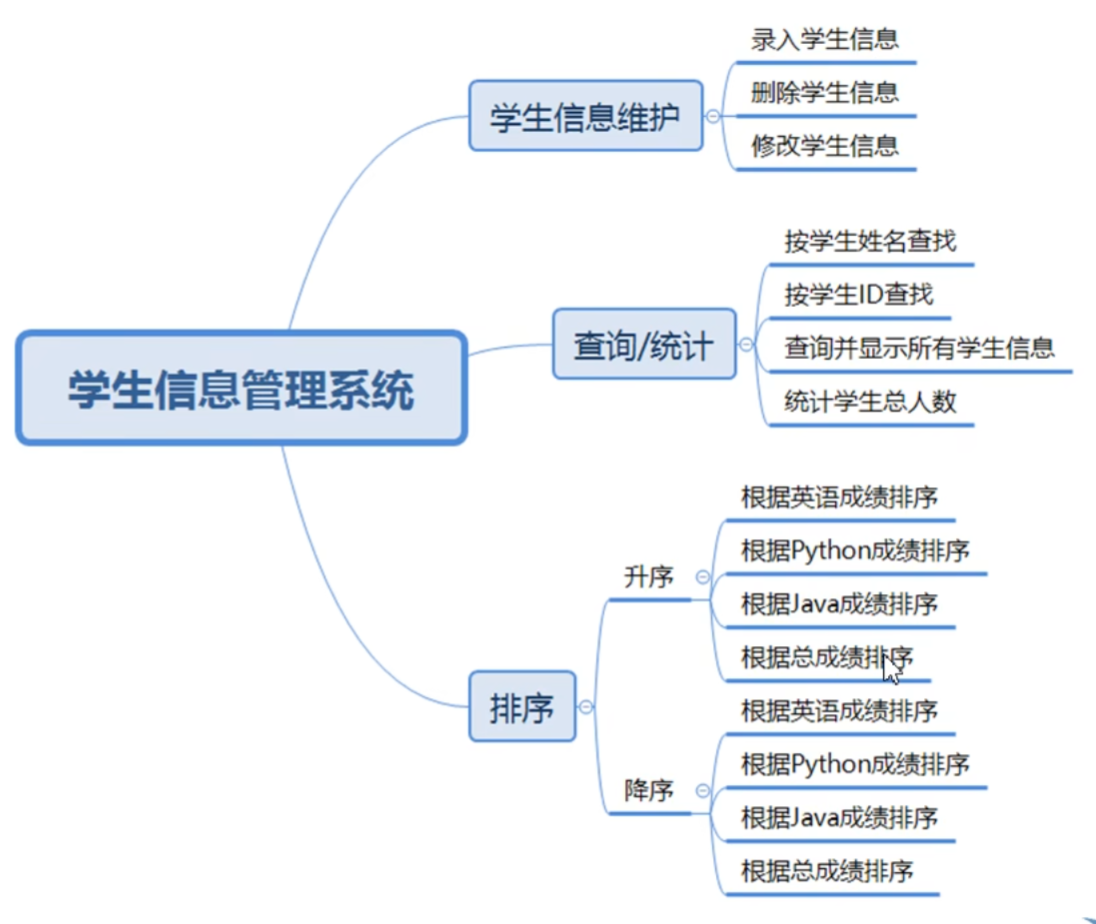 学生信息管理系统
学生信息维护
录入学生信息
删除学生信息
修改学生信息
查询/统计
按学生姓名查找
按学生ID查找
查询并显示所有学生信息
统计学生总人数
排序
升序
根据英语成绩排序
根据Python成绩排序
根据Java成绩排序
根据总成绩排序
降序
根据英语成绩排序
根据Python成绩排序
根据Java成绩排序
根据总成绩排序